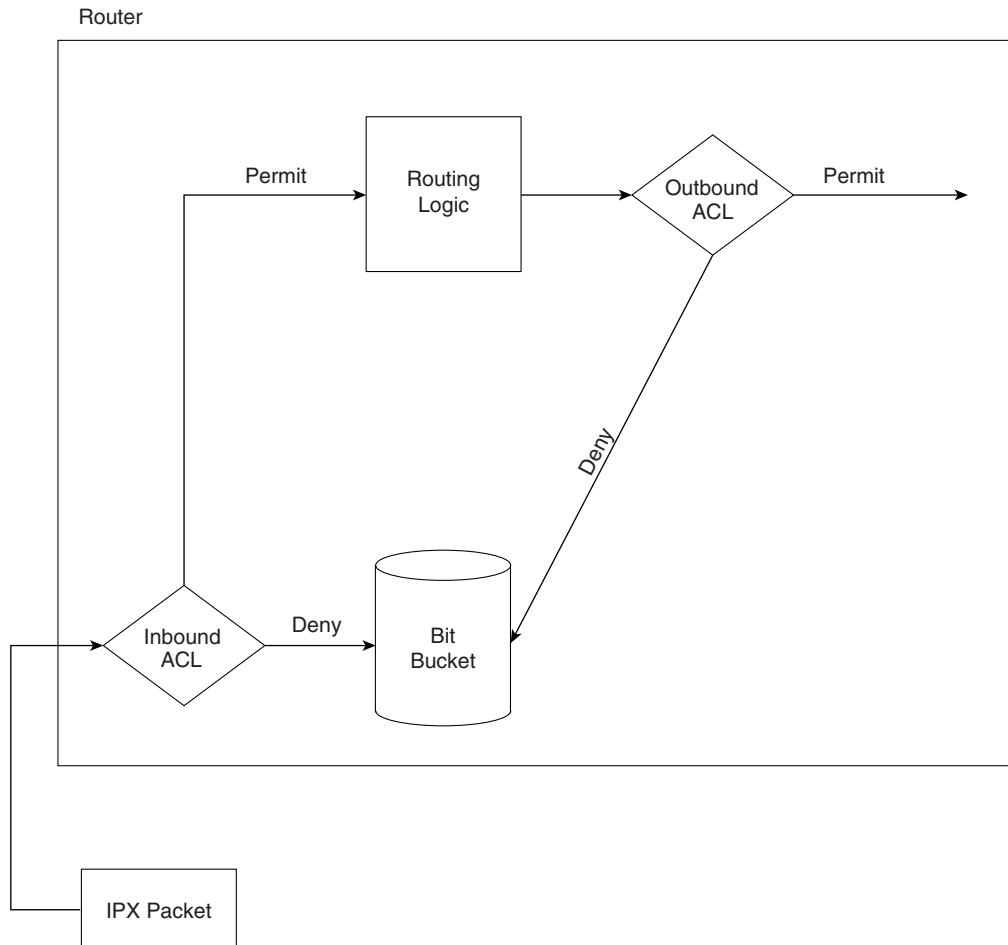 Router
Permit
Routing
Logic
Outbound
ACL
Permit
Deny
Inbound
ACL
Deny
Bit
Bucket
IPX Packet